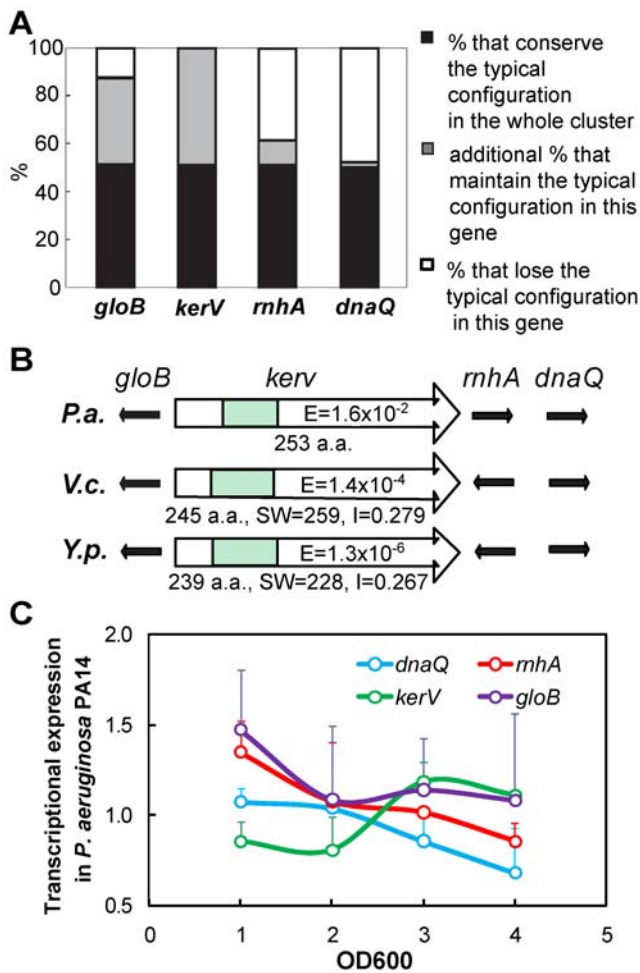 A
100
80
60
40
20
0
%
gloB kerV rnhA dnaQ
% that conserve
the typical
configuration
in the whole cluster
additional % that
maintain the typical
configuration in this
gene
% that lose the
typical configuration
in this gene
B
gloB kerv rnhA dnaQ
P.a. E=1.6x10-2
253 a.a.
V.c. E=1.4x10-4
245 a.a., SW=259, I=0.279
Y.p. E=1.3x10-6
239 a.a., SW=228, I=0.267
C
Transcriptional expression
in P. aeruginosa PA14
2.0
1.5
1.0
0.5
dnaQ rnhA
kerV gloB
0 1 2 3 4 5
OD600